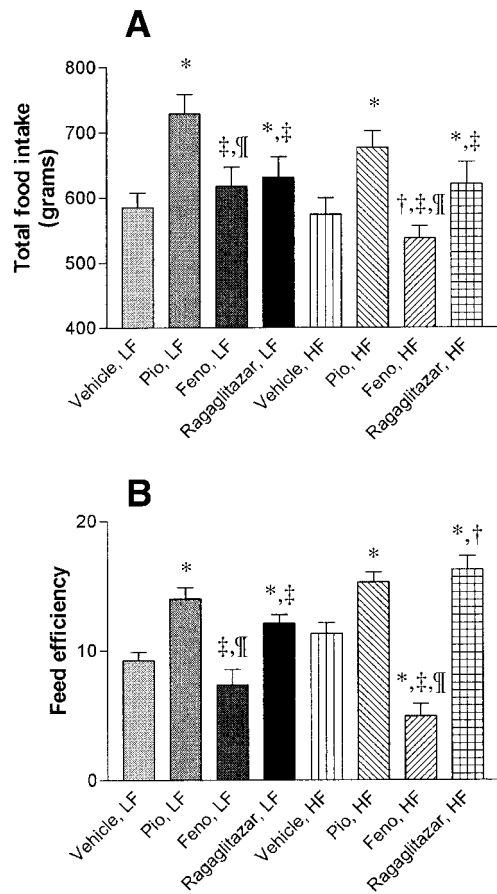 A
Total food intake
(grams)
800
700
600
500
400
*
‡,¶
*,‡
*
†,‡,¶
*,‡
Vehicle, LF
Pio, LF
Feno, LF
Ragaglitazar, LF
Vehicle, HF
Pio, HF
Feno, HF
Ragaglitazar, HF
B
Feed efficiency
20
10
0
*
‡,¶
*,‡
*
*,‡,¶
*,†
Vehicle, LF
Pio, LF
Feno, LF
Ragaglitazar, LF
Vehicle, HF
Pio, HF
Feno, HF
Ragaglitazar, HF